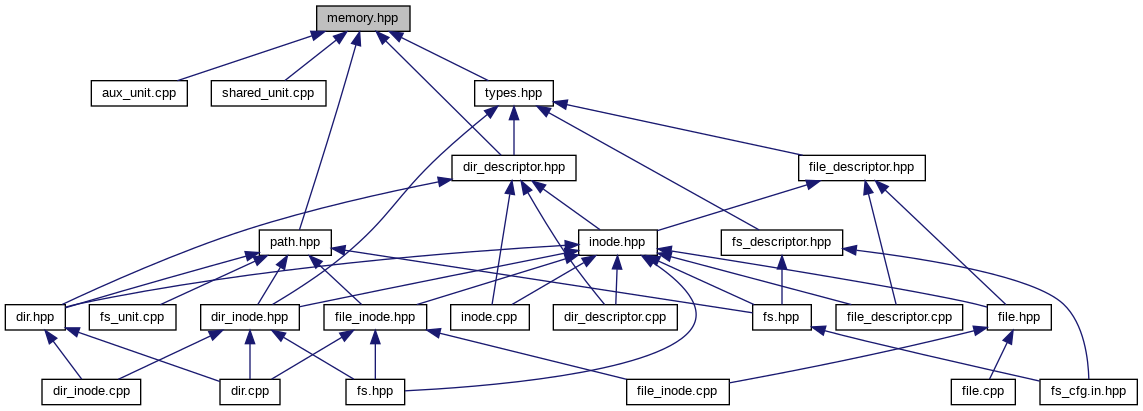 memory.hpp
aux_unit.cpp
shared_unit.cpp
types.hpp
dir_descriptor.hpp
file_descriptor.hpp
path.hpp
inode.hpp
fs_descriptor.hpp
dir.hpp
fs_unit.cpp
dir_inode.hpp
file_inode.hpp
inode.cpp
dir_descriptor.cpp
fs.hpp
file_descriptor.cpp
file.hpp
dir_inode.cpp
dir.cpp
fs.hpp
file_inode.cpp
file.cpp
fs_cfg.in.hpp